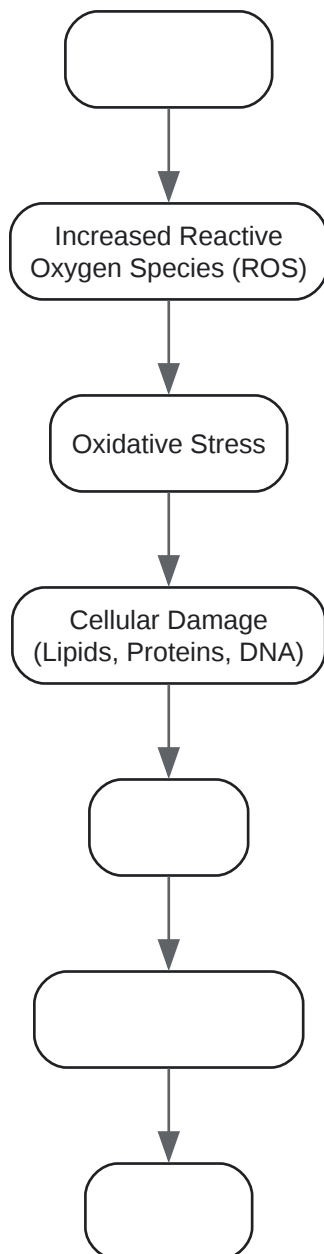 Increased Reactive
Oxygen Species (ROS)
Oxidative Stress
Cellular Damage
(Lipids, Proteins, DNA)